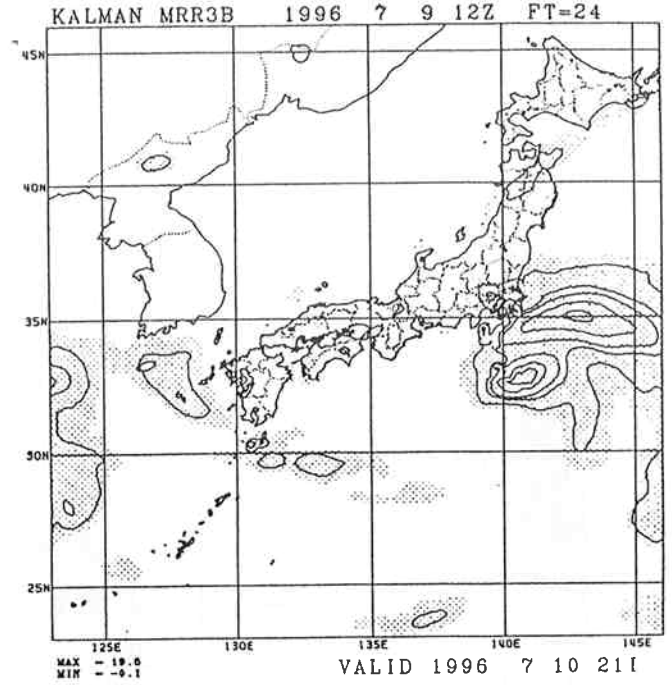 KALMAN MRR3B 1996 7 9 12Z FT=24
45N
40N
35N
30N
25N
125E 130E 135E 140E 145E
MAX = 19.6
MIN = -0.1
VALID 1996 7 10 21I